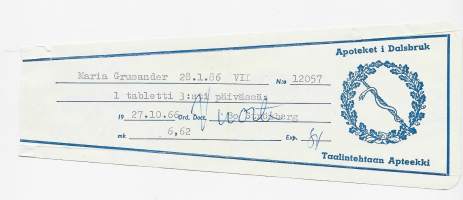 Apoteket i Dalsbruk
Maria Grusander 28.1.86 VII N:o 12057
1 tabletti 3:sti päivässä
19 27.10.66 Ord. Doct.
mk. 6,62 Exp.
Taalintehtaan Apteekki